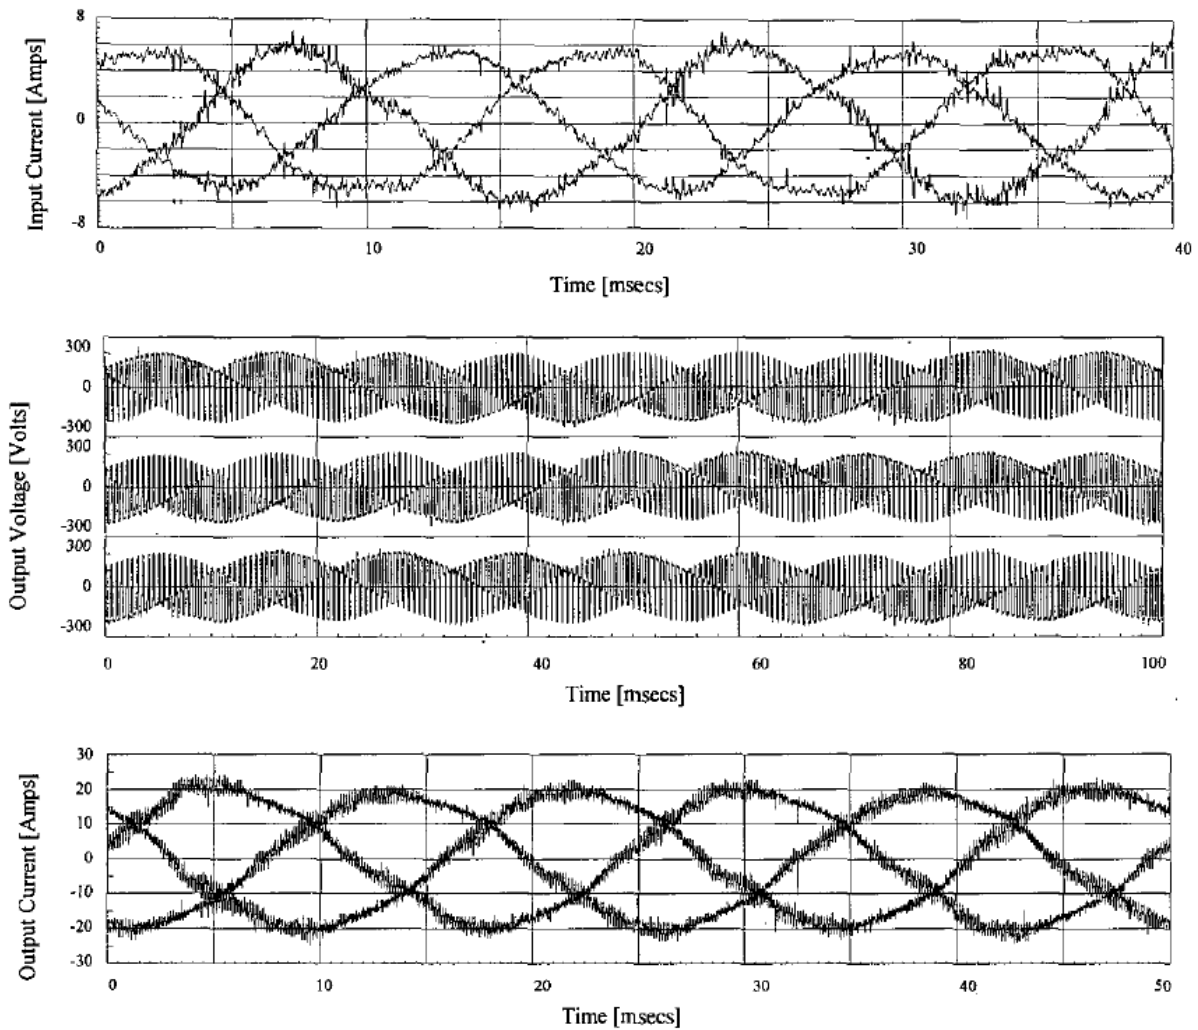 8
0
-8
Input Current [Amps]
0 10 20 30 40
Time [msecs]
300
0
-300
300
0
-300
300
0
-300
Output Voltage [Volts]
0 20 40 60 80 100
Time [msecs]
30
20
10
0
-10
-20
-30
Output Current [Amps]
0 10 20 30 40 50
Time [msecs]